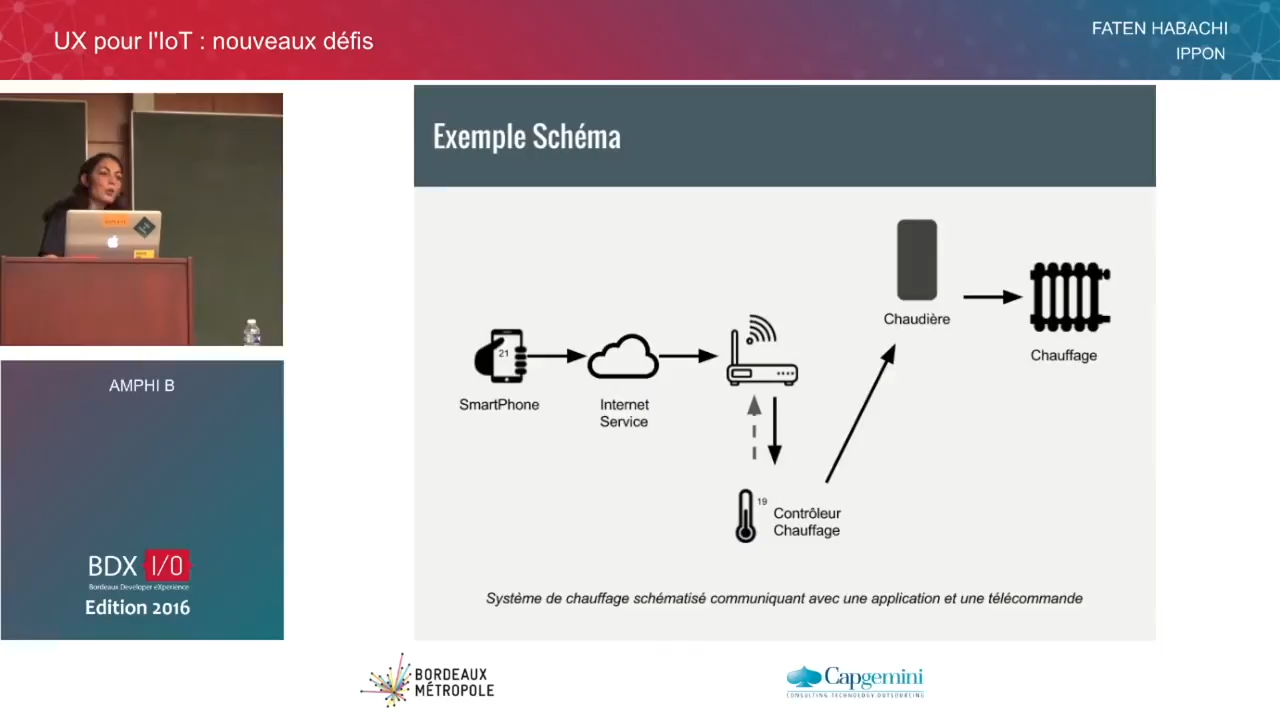 UX pour l'IoT : nouveaux défis
FATEN HABACHI
IPPON
Exemple Schéma
21
SmartPhone
Internet
Service
19
Contrôleur
Chauffage
Chaudière
Chauffage
Système de chauffage schématisé communiquant avec une application et une télécommande
AMPHI B
BDX I/O
Bordeaux Developer eXperience
Edition 2016
BORDEAUX
MÉTROPOLE
Capgemini
CONSULTING.TECHNOLOGY.OUTSOURCING